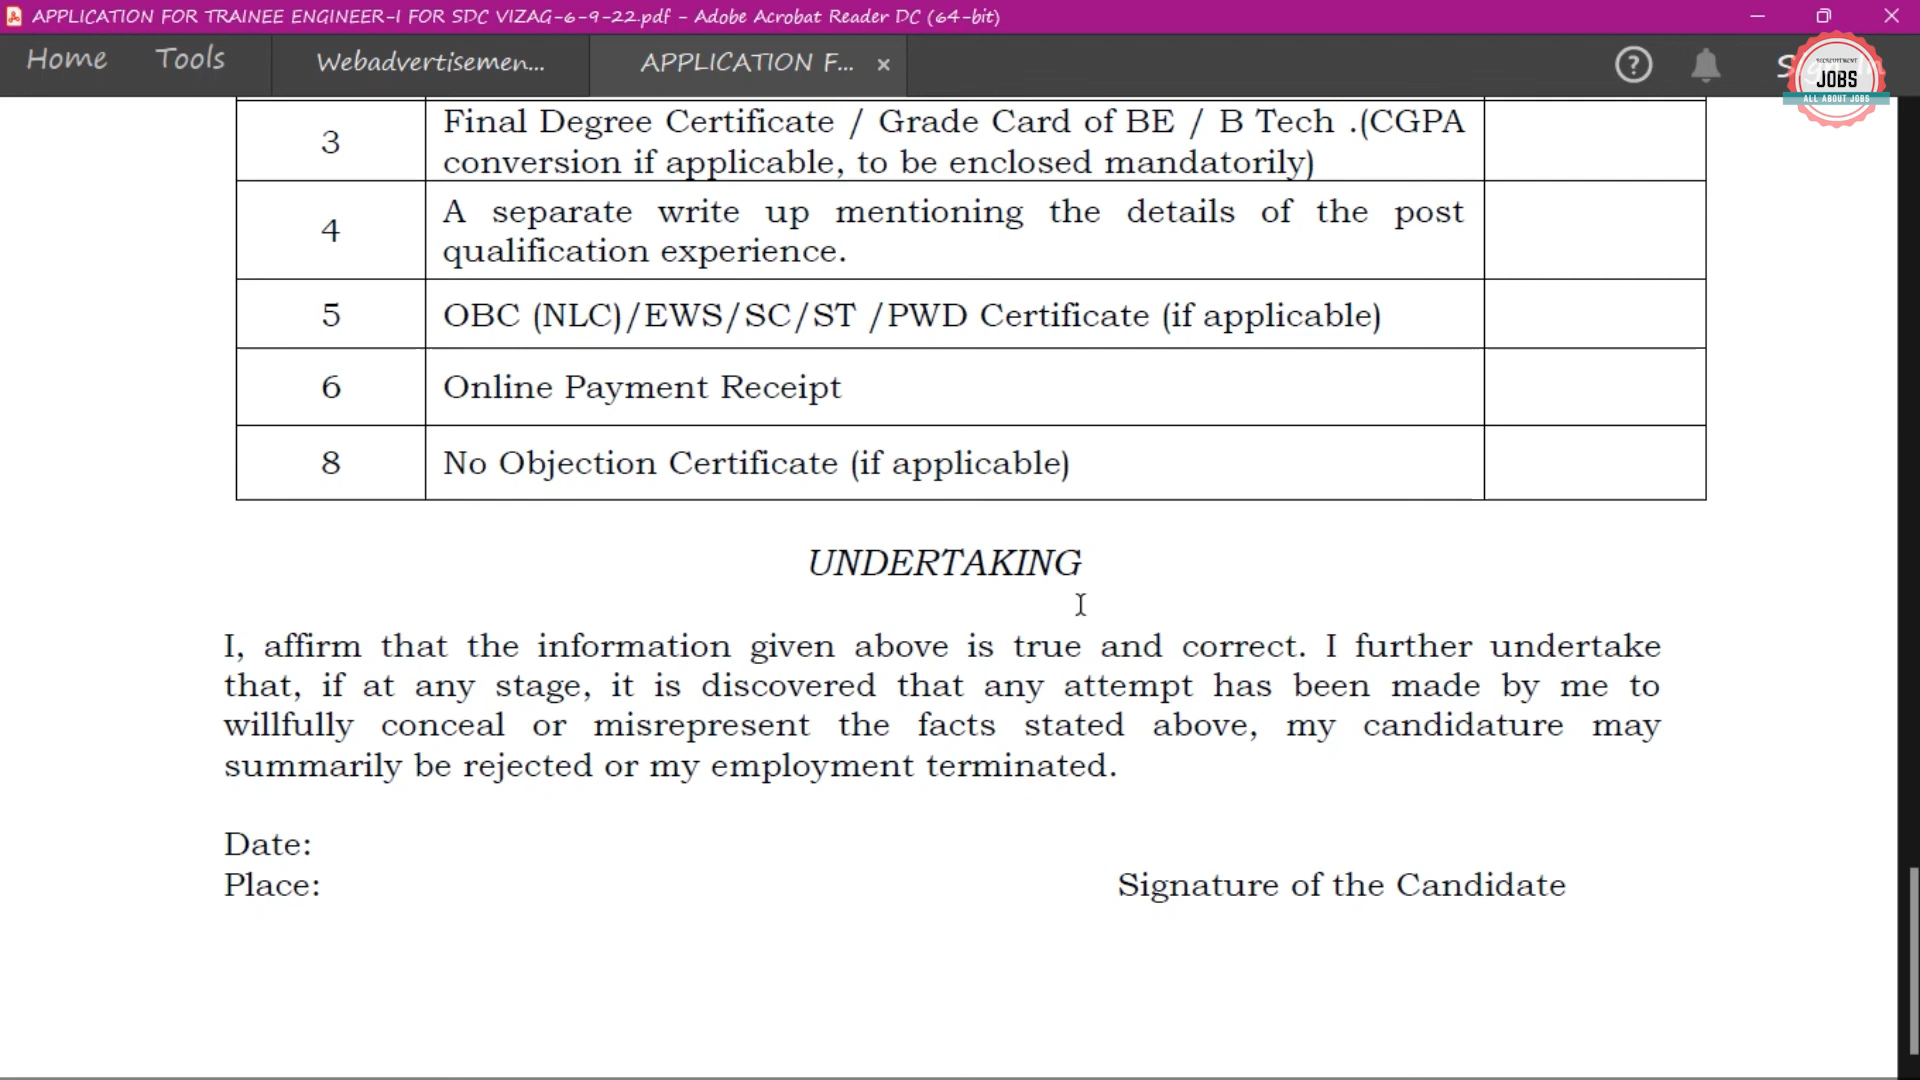 APPLICATION FOR TRAINEE ENGINEER-I FOR SDC VIZAG-6-9-22.pdf - Adobe Acrobat Reader DC (64-bit)
Home Tools Webadvertisemen... APPLICATION F... ×
RECRUITMENT
JOBS
ALL ABOUT JOBS
3 Final Degree Certificate / Grade Card of BE / B Tech .(CGPA
conversion if applicable, to be enclosed mandatorily)
4 A separate write up mentioning the details of the post
qualification experience.
5 OBC (NLC)/EWS/SC/ST /PWD Certificate (if applicable)
6 Online Payment Receipt
8 No Objection Certificate (if applicable)
UNDERTAKING
I, affirm that the information given above is true and correct. I further undertake
that, if at any stage, it is discovered that any attempt has been made by me to
willfully conceal or misrepresent the facts stated above, my candidature may
summarily be rejected or my employment terminated.
Date:
Place:
Signature of the Candidate